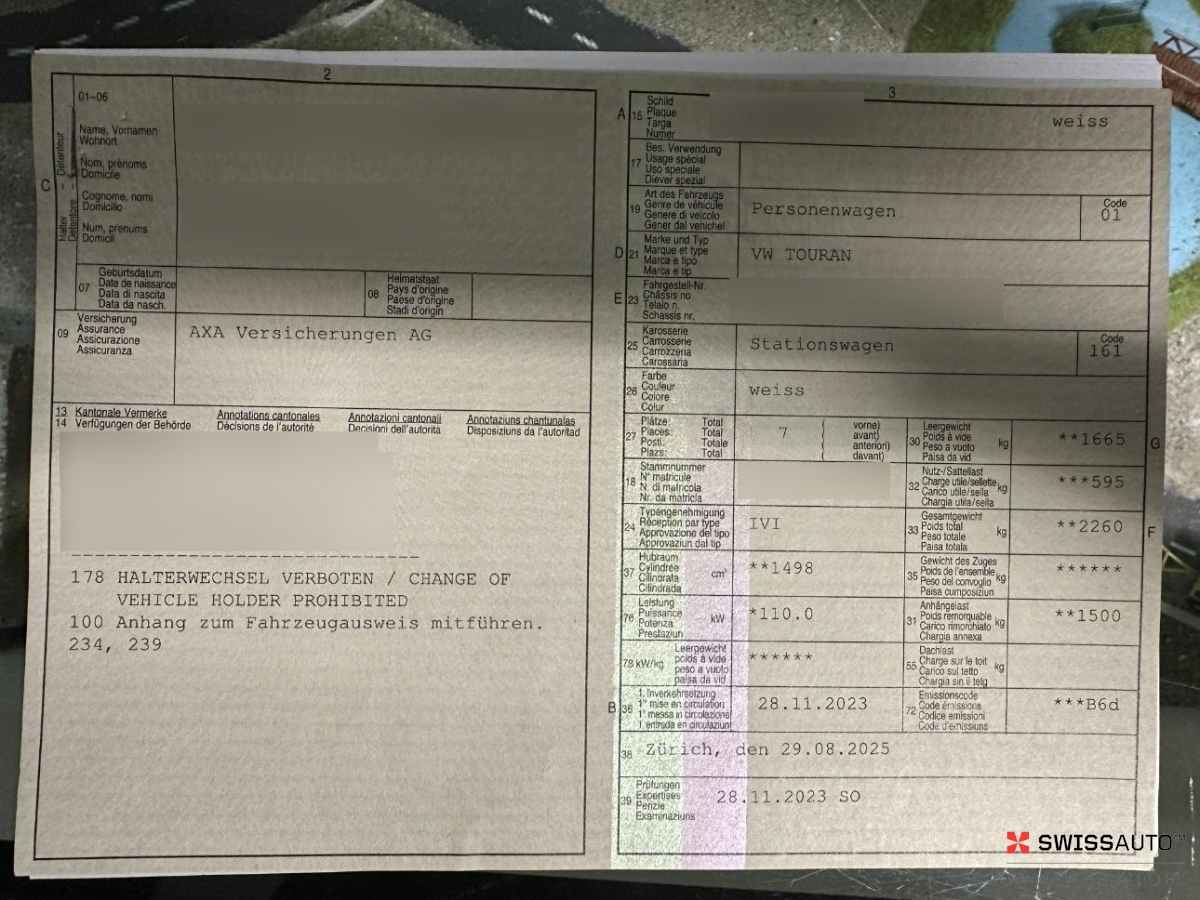 2
01-06
Name, Vornamen
Wohnort
Nom, prénoms
Domicile
Cognome, nomi
Domicilio
Num, prenums
Domicil
C
Halter - Détenteur
Detentore -
07
Geburtsdatum
Date de naissance
Data di nascita
Data da nasch.
08
Heimatstaat
Pays d'origine
Paese d'origine
Stadi d'origin
09
Versicherung
Assurance
Assicurazione
Assicuranza
AXA Versicherungen AG
13 Kantonale Vermerke
14 Verfügungen der Behörde
Annotations cantonales
Décisions de l'autorité
Annotazioni cantonali
Decisioni dell'autorità
Annotaziuns chantunalas
Disposiziuns da l'autoritad
178 HALTERWECHSEL VERBOTEN / CHANGE OF
VEHICLE HOLDER PROHIBITED
100 Anhang zum Fahrzeugausweis mitführen.
234, 239
3
A 15
Schild
Plaque
Targa
Numer
weiss
17
Bes. Verwendung
Usage spécial
Uso speciale
Diever spezial
19
Art des Fahrzeugs
Genre de véhicule
Genere di veicolo
Gener dal vehichel
Personenwagen
Code
01
D 21
Marke und Typ
Marque et type
Marca e tipo
Marca e tip
VW TOURAN
E 23
Fahrgestell-Nr.
Châssis no
Telaio n.
Schassis nr.
25
Karosserie
Carrosserie
Carrozzeria
Carossaria
Stationswagen
Code
161
26
Farbe
Couleur
Colore
Colur
weiss
27
Plätze: Total
Places: Total
Posti: Totale
Plazs: Total
7
( vorne)
( avant)
( anteriori)
( davant)
30
Leergewicht
Poids à vide
Peso a vuoto
Paisa da vid
kg
**1665
G
18
Stammnummer
N° matricule
N. di matricola
Nr. da matricla
32
Nutz-/Sattellast
Charge utile/sellette
Carico utile/sella
Chargia utila/sella
kg
***595
24
Typengenehmigung
Réception par type
Approvazione del tipo
Approvaziun dal tip
IVI
33
Gesamtgewicht
Poids total
Peso totale
Paisa totala
kg
**2260
F
37
Hubraum
Cylindrée
Cilindrata
Cilindrada
cm³
**1498
35
Gewicht des Zuges
Poids de l'ensemble
Peso del convoglio
Paisa cumposiziun
kg
******
76
Leistung
Puissance
Potenza
Prestaziun
kW
*110.0
31
Anhängelast
Poids remorquable
Carico rimorchiato
Chargia annexa
kg
**1500
78 kW/kg
Leergewicht
poids à vide
peso a vuoto
paisa da vid
******
55
Dachlast
Charge sur le toit
Carico sul tetto
Chargia sin il tetg
kg
B 36
1. Inverkehrsetzung
1re mise en circulation
1a messa in circolazione
1. entrada en circulaziun
28.11.2023
72
Emissionscode
Code émissions
Codice emissioni
Code d'emissiuns
***B6d
38
Zürich, den 29.08.2025
39
Prüfungen
Expertises
Perizie
Examinaziuns
28.11.2023 SO
SWISSAUTO™